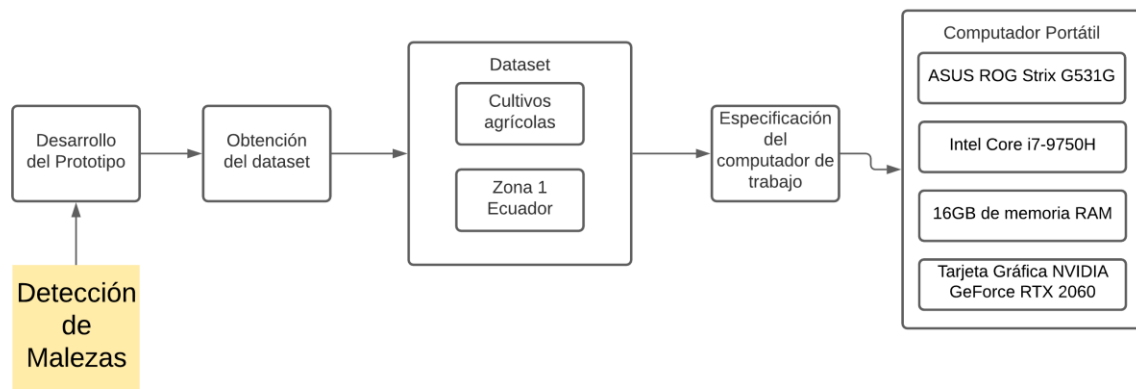 Detección
de
Malezas
Desarrollo
del Prototipo
Obtención
del dataset
Dataset
Cultivos
agrícolas
Zona 1
Ecuador
Especificación
del
computador de
trabajo
Computador Portátil
ASUS ROG Strix G531G
Intel Core i7-9750H
16GB de memoria RAM
Tarjeta Gráfica NVIDIA
GeForce RTX 2060